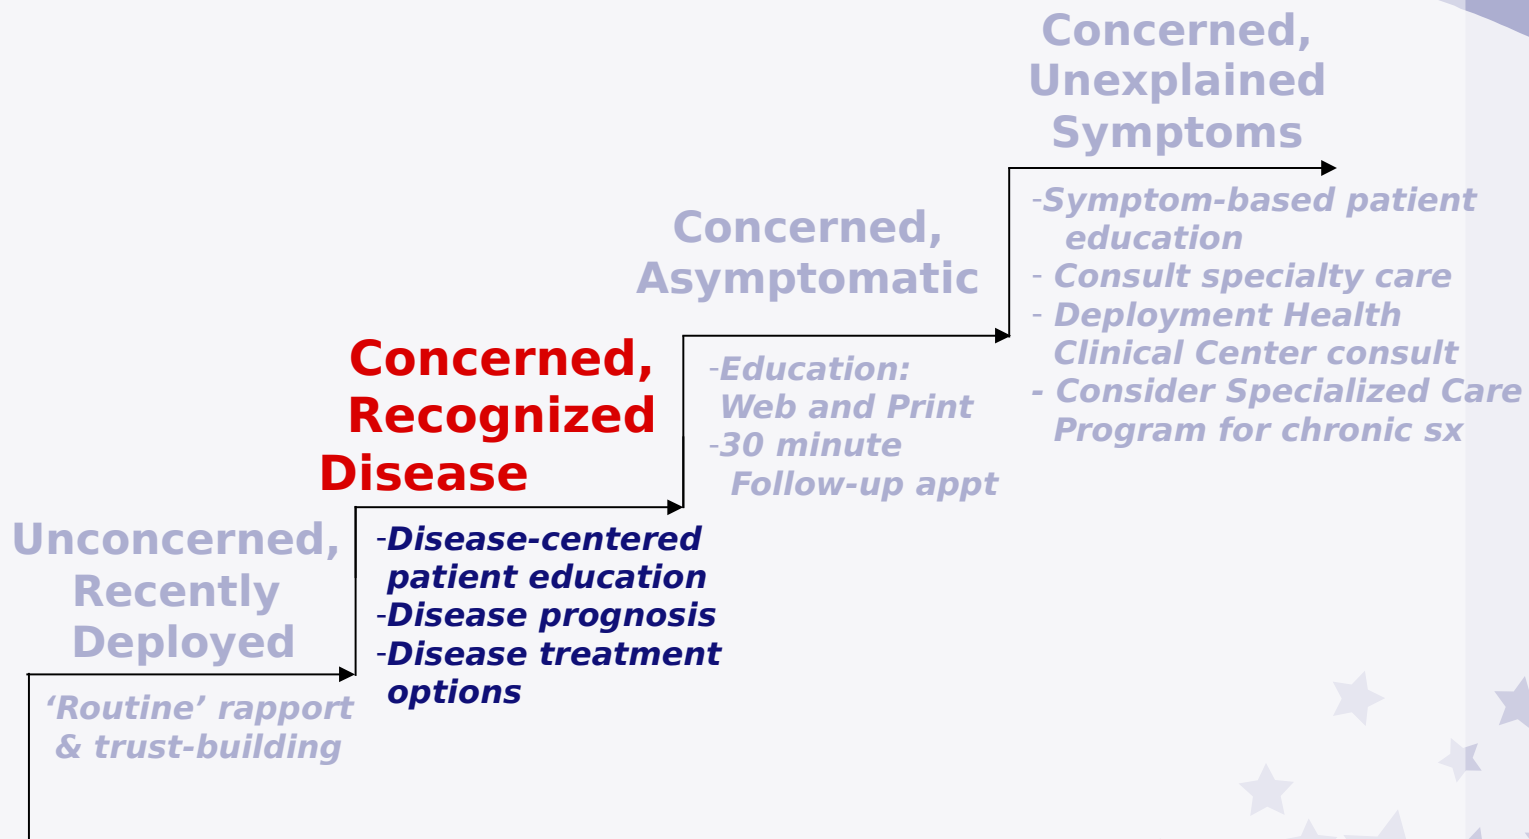 Concerned,
Unexplained
Symptoms
-Symptom-based patient
education
- Consult specialty care
- Deployment Health
Clinical Center consult
- Consider Specialized Care
Program for chronic sx
Concerned,
Asymptomatic
-Education:
Web and Print
-30 minute
Follow-up appt
Concerned,
Recognized
Disease
-Disease-centered
patient education
-Disease prognosis
-Disease treatment
options
Unconcerned,
Recently
Deployed
‘Routine’ rapport
& trust-building